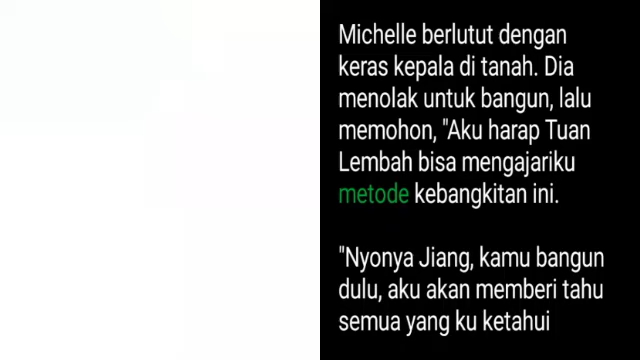 Michelle berlutut dengan
keras kepala di tanah. Dia
menolak untuk bangun, lalu
memohon, "Aku harap Tuan
Lembah bisa mengajariku
metode kebangkitan ini.
"Nyonya Jiang, kamu bangun
dulu, aku akan memberi tahu
semua yang ku ketahui